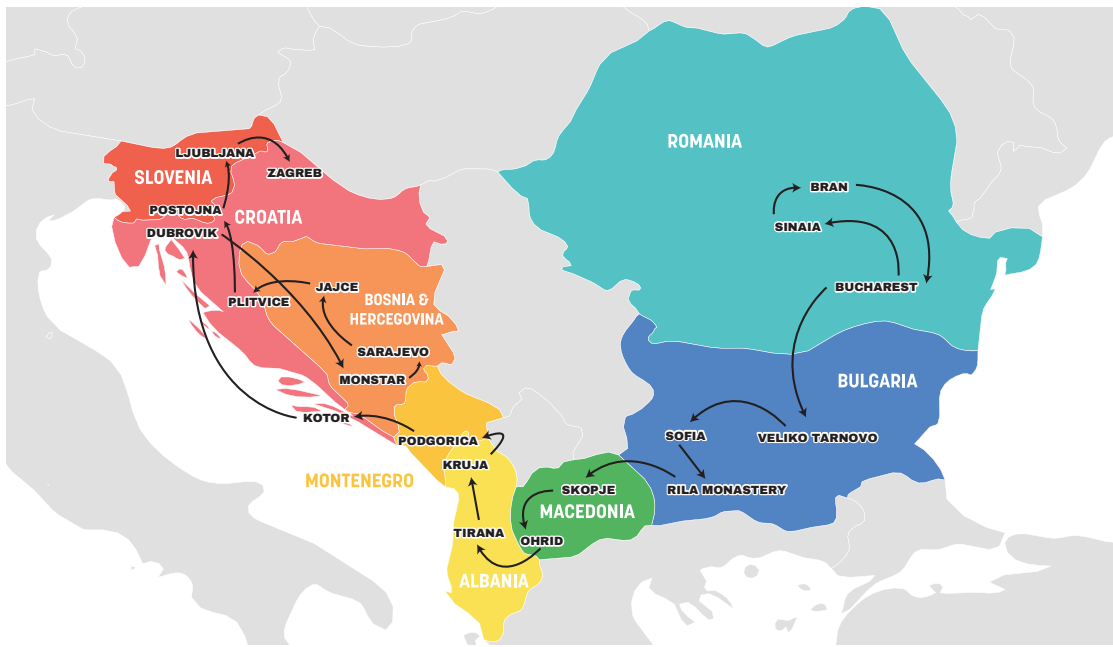 ROMANIA
LJUBLJANA
ZAGREB
SLOVENIA
BRAN
POSTOJNA
CROATIA
SINAIA
DUBROVIK
JAJCE
BUCHAREST
PLITVICE
BOSNIA &
HERCEGOVINA
SARAJEVO
MONSTAR
BULGARIA
KOTOR
SOFIA
VELIKO TARNOVO
PODGORICA
KRUJA
MONTENEGRO
SKOPJE
RILA MONASTERY
MACEDONIA
TIRANA
OHRID
ALBANIA